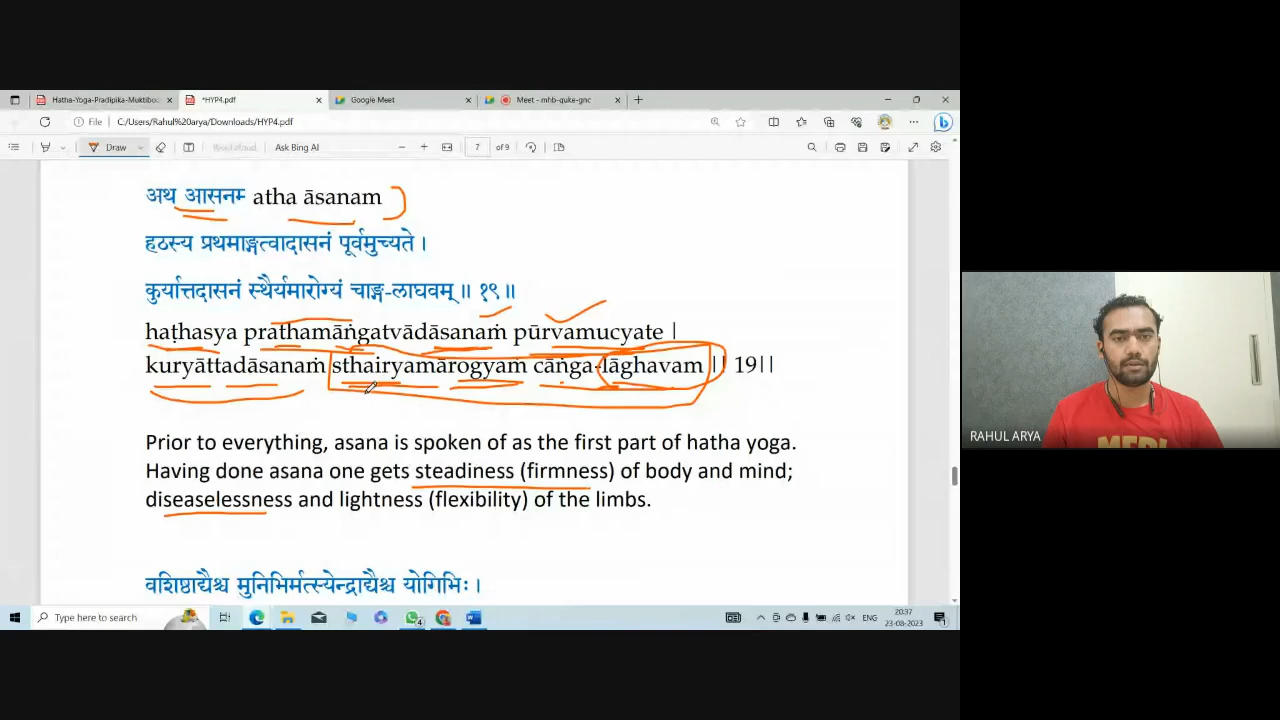 Hatha-Yoga-Pradipika-Muktibo
*HYP4.pdf
Google Meet
Meet - mhb-quke-gnc
File
C:/Users/Rahul%20arya/Downloads/HYP4.pdf
Draw
Read aloud
Ask Bing AI
7 of 9
अथ आसनम् atha āsanam
हठस्य प्रथमाङ्गत्वादासनं पूर्वमुच्यते ।
कुर्यात्तदासनं स्थैर्यमारोग्यं चाङ्ग-लाघवम् ॥ १९ ॥
haṭhasya prathamāṅgatvādāsanaṁ pūrvamucyate |
kuryāttadāsanaṁ sthairyamārogyaṁ cāṅga-lāghavam || 19||
Prior to everything, asana is spoken of as the first part of hatha yoga.
Having done asana one gets steadiness (firmness) of body and mind;
diseaselessness and lightness (flexibility) of the limbs.
वशिष्ठाद्यैश्च मुनिभिर्मत्स्येन्द्राद्यैश्च योगिभिः ।
RAHUL ARYA
Type here to search
4
ENG
20:37
23-08-2023
1